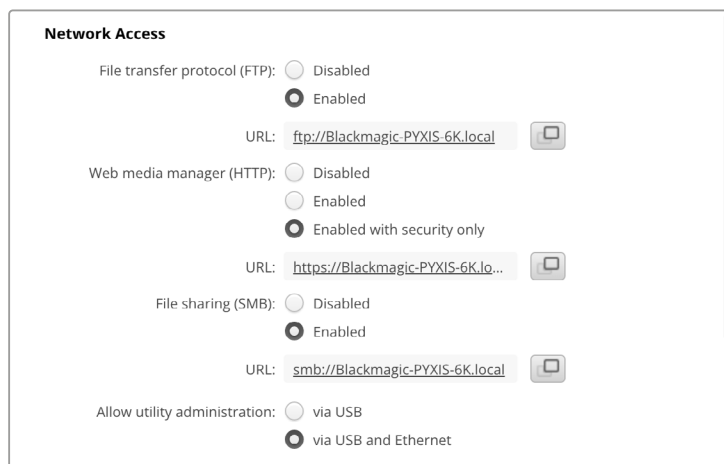 Network Access
File transfer protocol (FTP): Disabled
Enabled
URL: ftp://Blackmagic-PYXIS-6K.local
Web media manager (HTTP): Disabled
Enabled
Enabled with security only
URL: https://Blackmagic-PYXIS-6K.lo...
File sharing (SMB): Disabled
Enabled
URL: smb://Blackmagic-PYXIS-6K.local
Allow utility administration: via USB
via USB and Ethernet